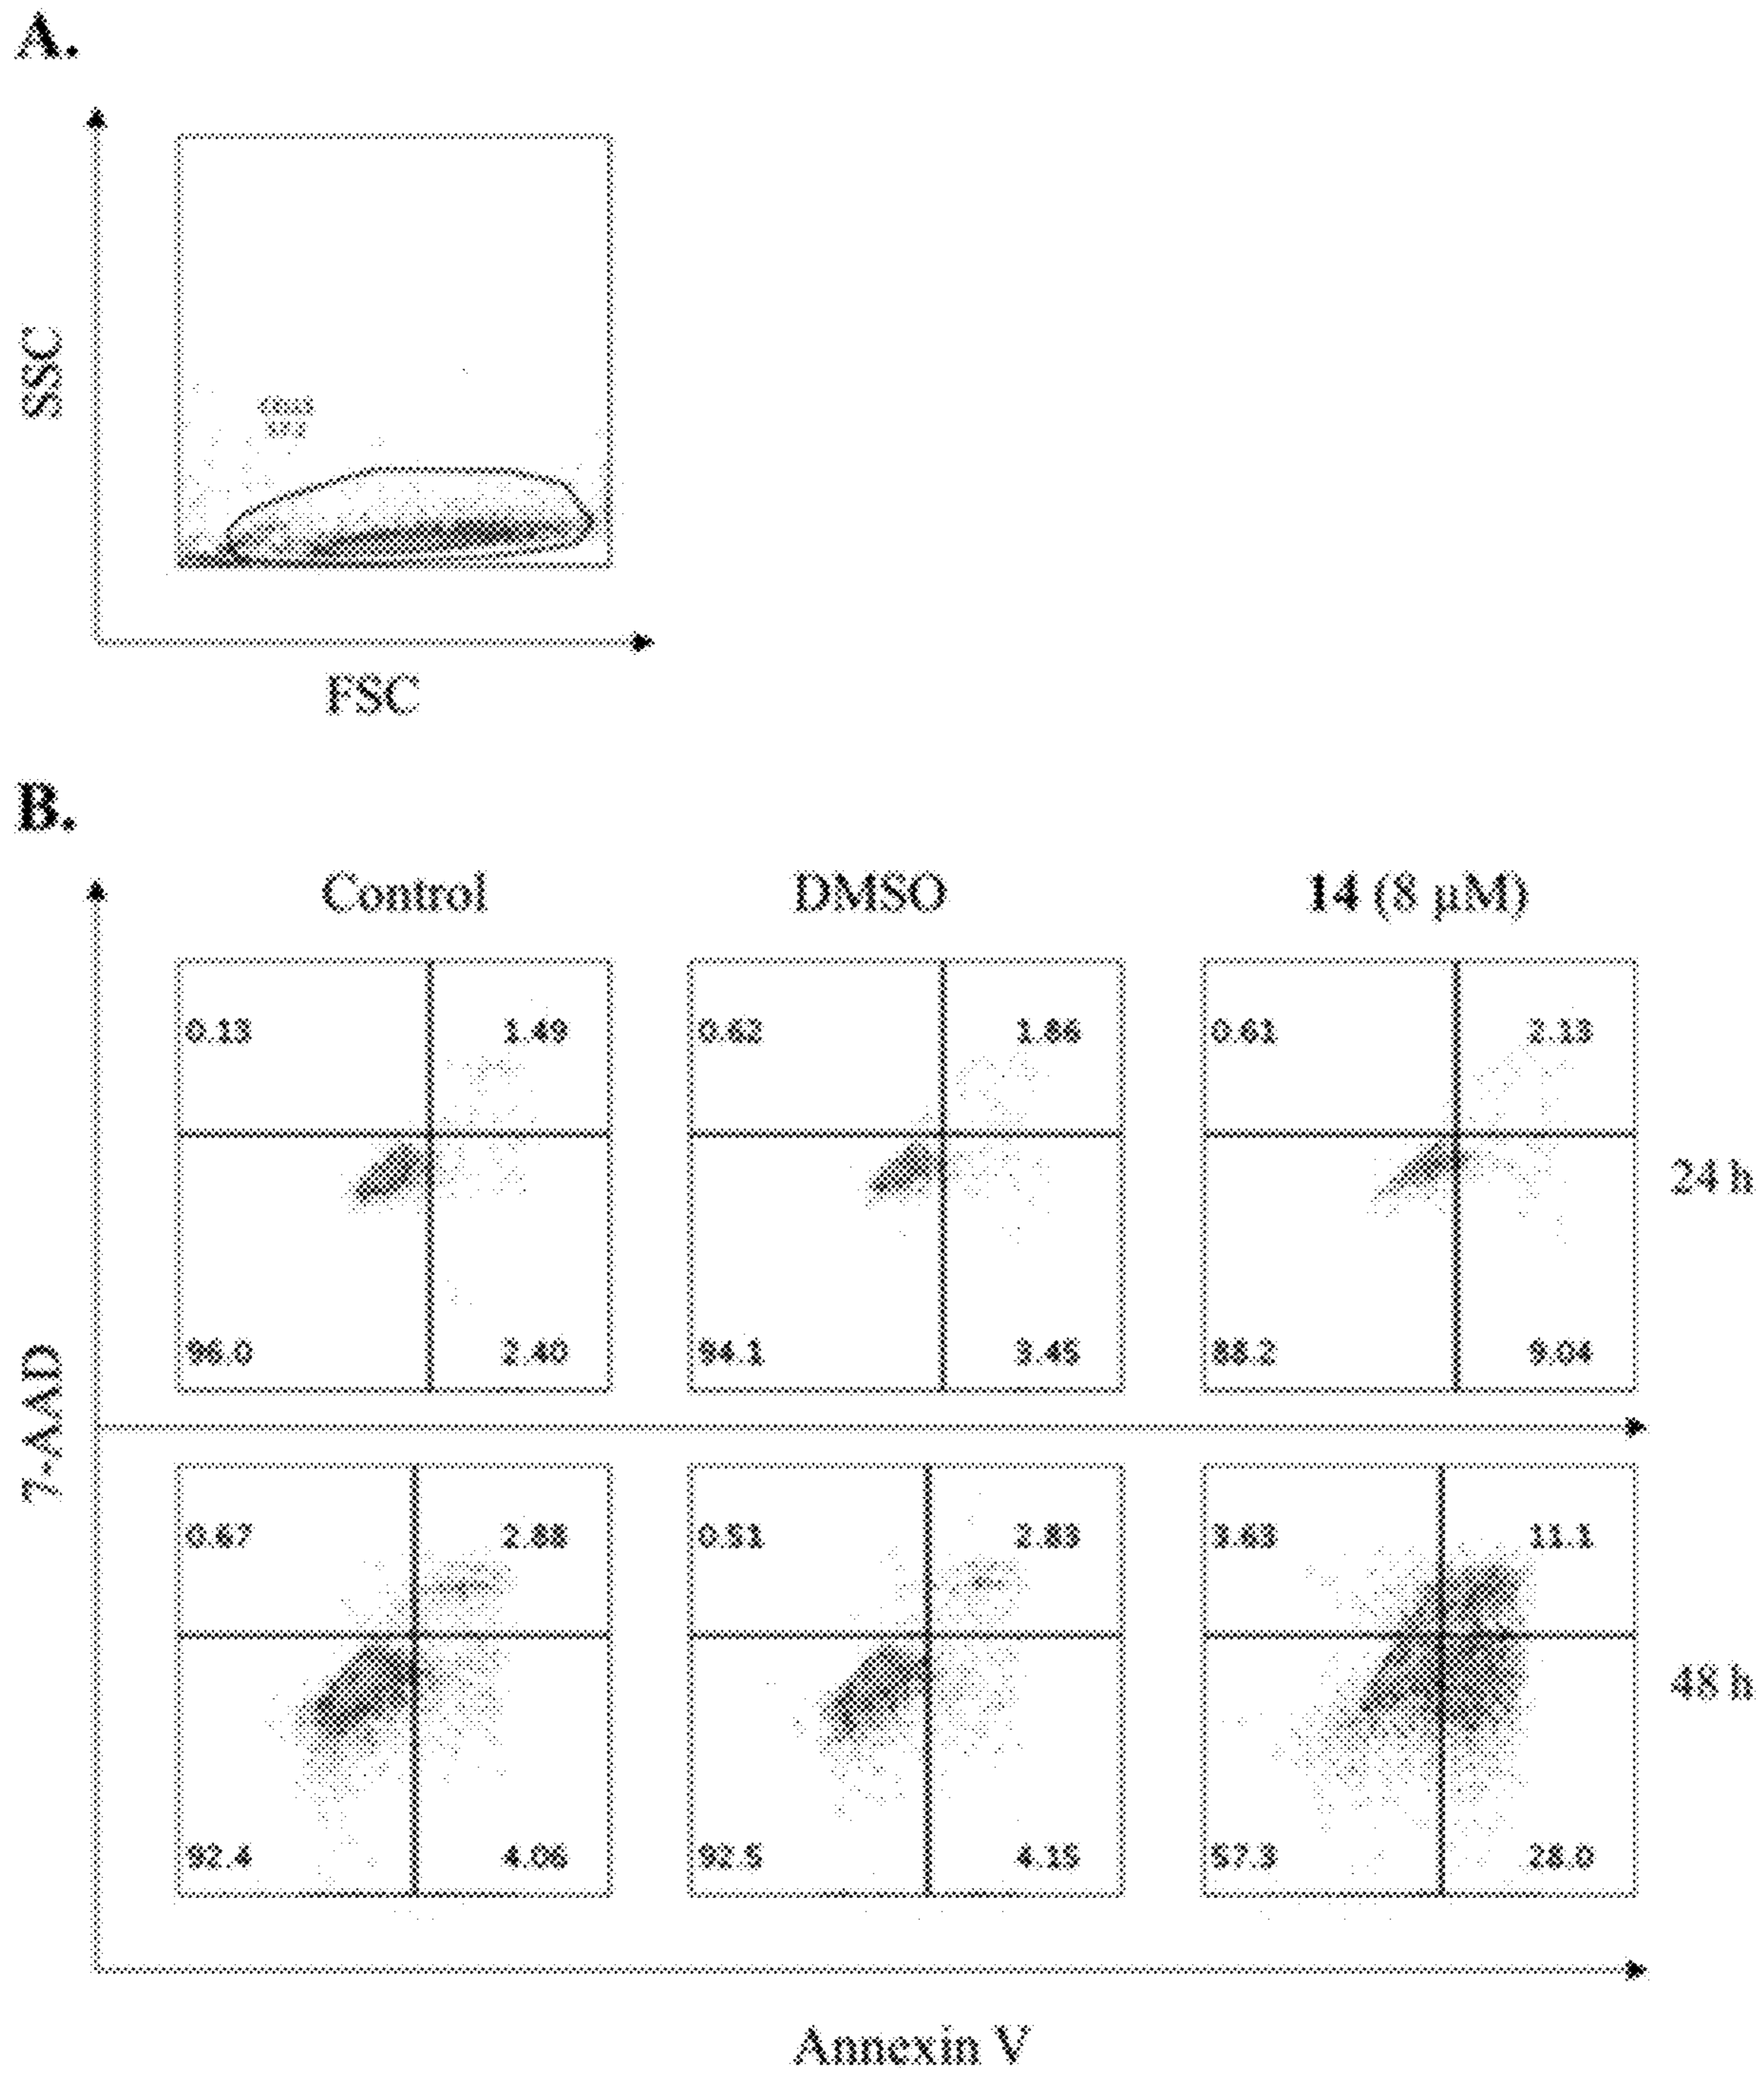 A.
SSC
FSC
B.
Control DMSO 14 (8 µM)
0.13 1.49 0.62 1.86 0.61 2.13
24 h
96.0 2.40 94.1 3.45 88.2 9.04
7-AAD
0.67 2.88 0.51 2.83 3.63 11.1
48 h
92.4 4.06 92.5 4.15 57.3 28.0
Annexin V